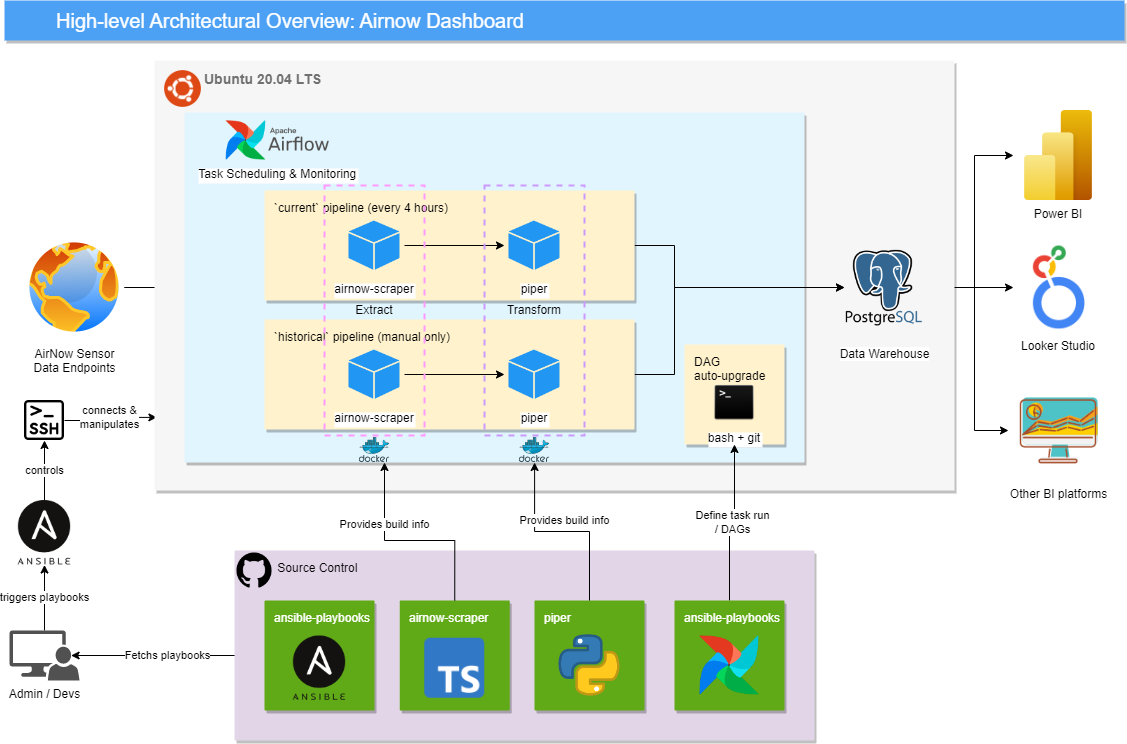 High-level Architectural Overview: Airnow Dashboard
Ubuntu 20.04 LTS
Apache
Airflow
Task Scheduling & Monitoring
`current` pipeline (every 4 hours)
airnow-scraper
piper
Extract
Transform
`historical` pipeline (manual only)
airnow-scraper
piper
docker
docker
DAG
auto-upgrade
>_
bash + git
AirNow Sensor
Data Endpoints
>_
SSH
connects &
manipulates
controls
ANSIBLE
triggers playbooks
Admin / Devs
Fetchs playbooks
PostgreSQL
Data Warehouse
Power BI
Looker Studio
Other BI platforms
Provides build info
Provides build info
Define task run
/ DAGs
Source Control
ansible-playbooks
ANSIBLE
airnow-scraper
TS
piper
ansible-playbooks